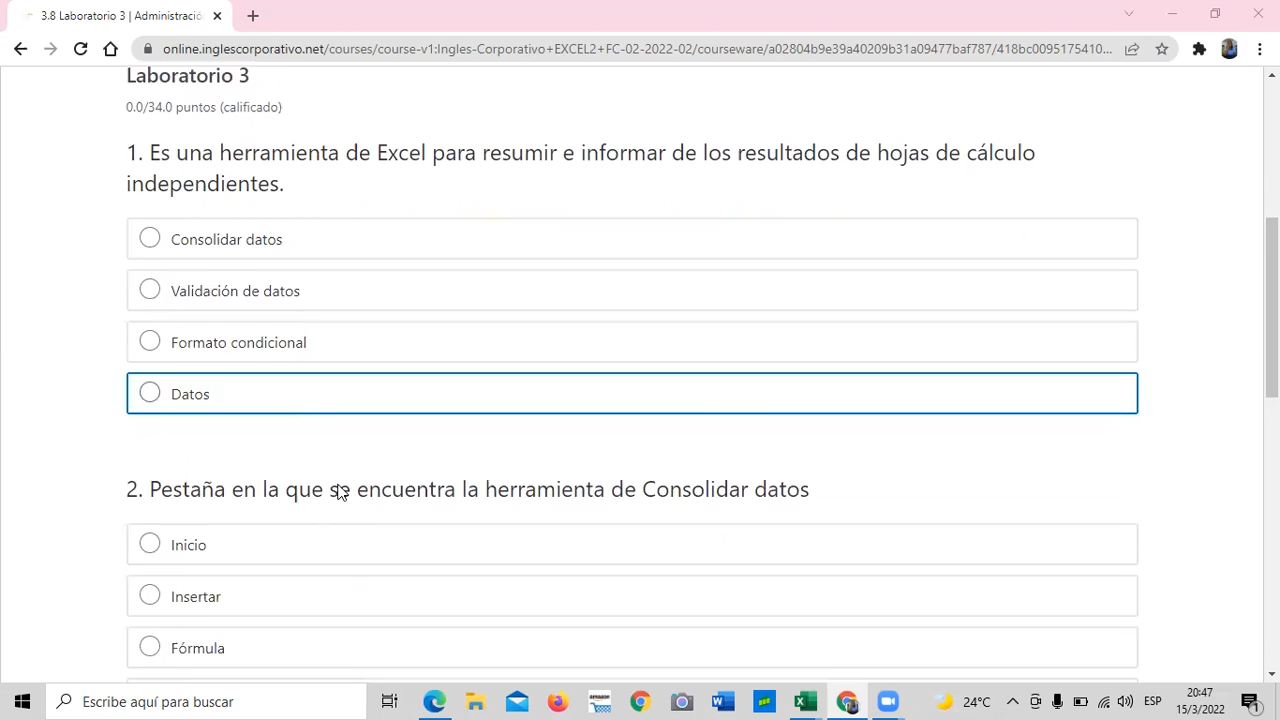 3.8 Laboratorio 3 | Administració
online.inglescorporativo.net/courses/course-v1:Ingles-Corporativo+EXCEL2+FC-02-2022-02/courseware/a02804b9e39a40209b31a09477baf787/418bc0095175410...
Laboratorio 3
0.0/34.0 puntos (calificado)
1. Es una herramienta de Excel para resumir e informar de los resultados de hojas de cálculo
independientes.
Consolidar datos
Validación de datos
Formato condicional
Datos
2. Pestaña en la que se encuentra la herramienta de Consolidar datos
Inicio
Insertar
Fórmula
Escribe aquí para buscar
24°C
ESP
20:47
15/3/2022